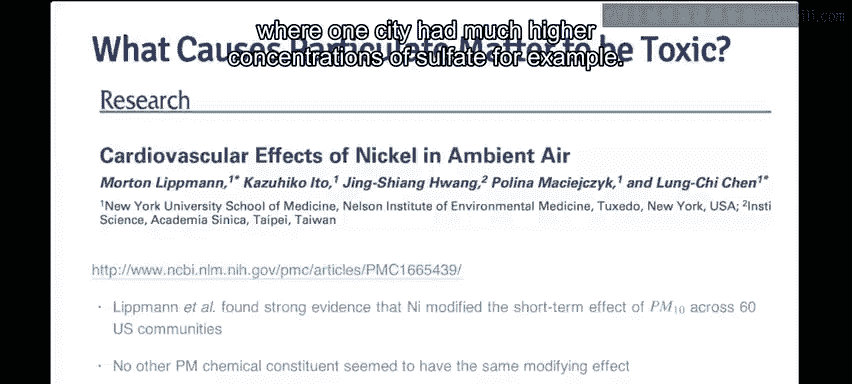 where one city had much higher
concentrations of sulfate for example.
What Causes Particulate Matter to be Toxic?
Research
Cardiovascular Effects of Nickel in Ambient Air
Morton Lippmann,1* Kazuhiko Ito,1 Jing-Shiang Hwang,2 Polina Maciejczyk,1 and Lung-Chi Chen1*
1New York University School of Medicine, Nelson Institute of Environmental Medicine, Tuxedo, New York, USA; 2Insti
Science, Academia Sinica, Taipei, Taiwan
http://www.ncbi.nlm.nih.gov/pmc/articles/PMC1665439/
· Lippmann et al. found strong evidence that Ni modified the short-term effect of PM10 across 60
US communities
· No other PM chemical constituent seemed to have the same modifying effect